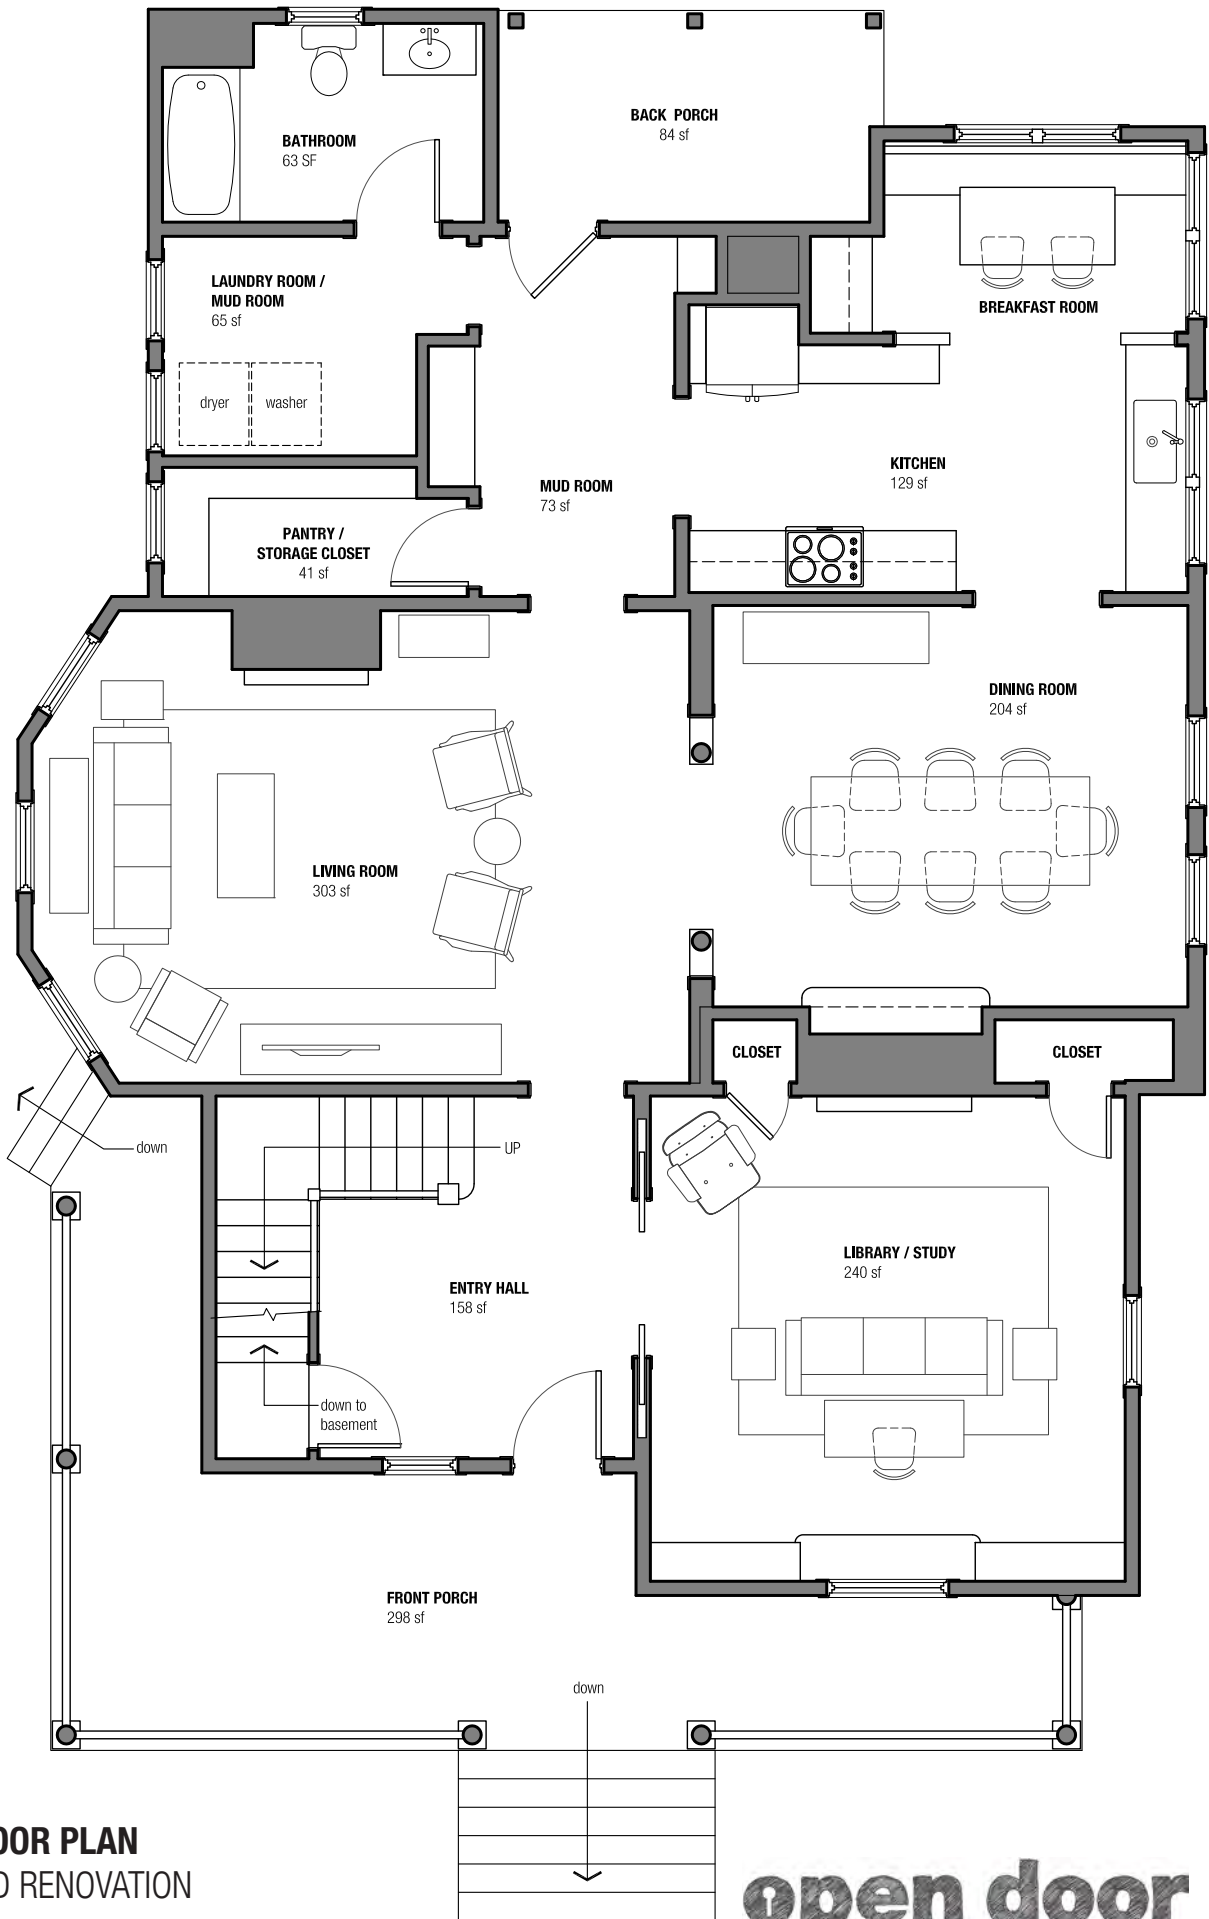 BACK PORCH
84 sf
BATHROOM
63 SF
LAUNDRY ROOM /
MUD ROOM
65 sf
BREAKFAST ROOM
dryer
washer
KITCHEN
129 sf
MUD ROOM
73 sf
PANTRY /
STORAGE CLOSET
41 sf
DINING ROOM
204 sf
LIVING ROOM
303 sf
CLOSET
CLOSET
down
UP
LIBRARY / STUDY
240 sf
ENTRY HALL
158 sf
down to
basement
FRONT PORCH
298 sf
down
OOR PLAN
D RENOVATION
open door